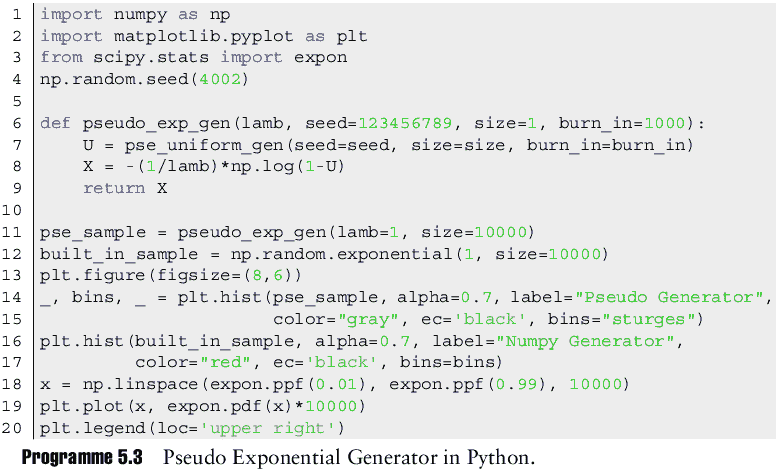 1 import numpy as np
2 import matplotlib.pyplot as plt
3 from scipy.stats import expon
4 np.random.seed(4002)
5
6 def pseudo_exp_gen(lamb, seed=123456789, size=1, burn_in=1000):
7     U = pse_uniform_gen(seed=seed, size=size, burn_in=burn_in)
8     X = -(1/lamb)*np.log(1-U)
9     return X
10
11 pse_sample = pseudo_exp_gen(lamb=1, size=10000)
12 built_in_sample = np.random.exponential(1, size=10000)
13 plt.figure(figsize=(8,6))
14 _, bins, _ = plt.hist(pse_sample, alpha=0.7, label="Pseudo Generator",
15                       color="gray", ec='black', bins="sturges")
16 plt.hist(built_in_sample, alpha=0.7, label="Numpy Generator",
17          color="red", ec='black', bins=bins)
18 x = np.linspace(expon.ppf(0.01), expon.ppf(0.99), 10000)
19 plt.plot(x, expon.pdf(x)*10000)
20 plt.legend(loc='upper right')
Programme 5.3 Pseudo Exponential Generator in Python.